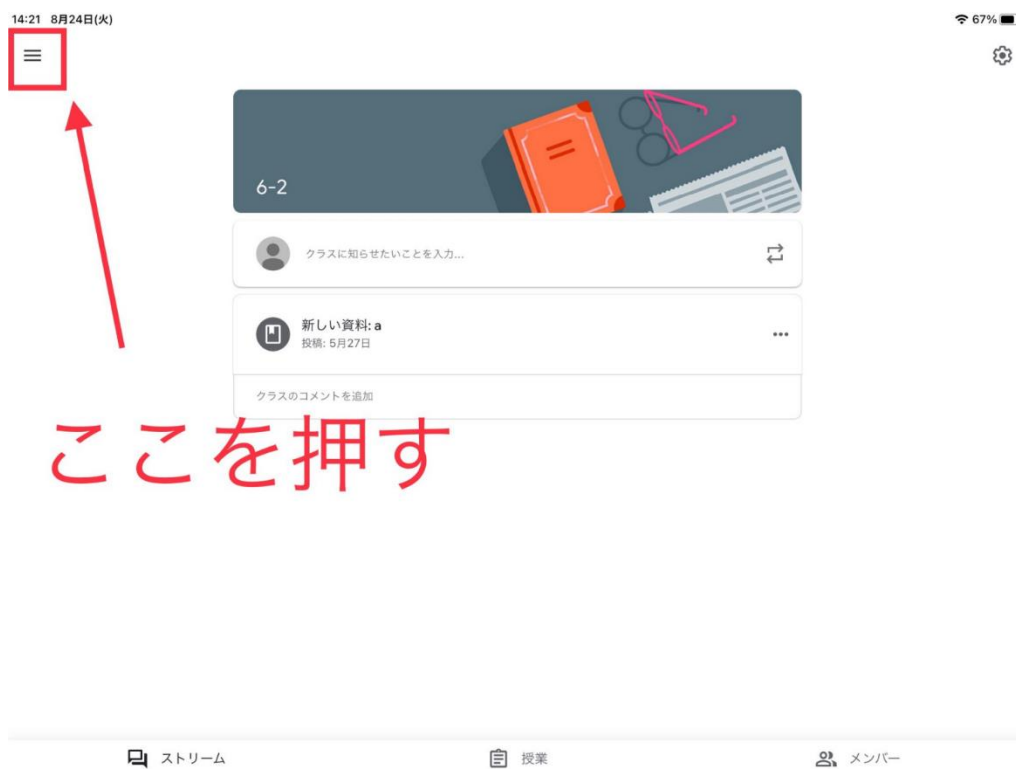 14:21 8月24日(火)
67%
6-2
クラスに知らせたいことを入力...
新しい資料: a
投稿: 5月27日
クラスのコメントを追加
ここを押す
ストリーム
授業
メンバー